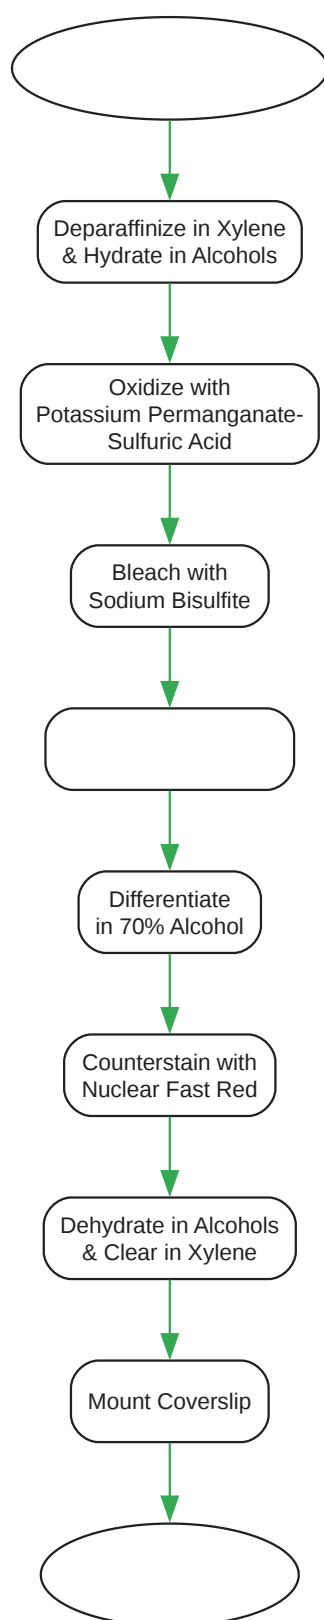 Deparaffinize in Xylene
& Hydrate in Alcohols
Oxidize with
Potassium Permanganate-
Sulfuric Acid
Bleach with
Sodium Bisulfite
Differentiate
in 70% Alcohol
Counterstain with
Nuclear Fast Red
Dehydrate in Alcohols
& Clear in Xylene
Mount Coverslip